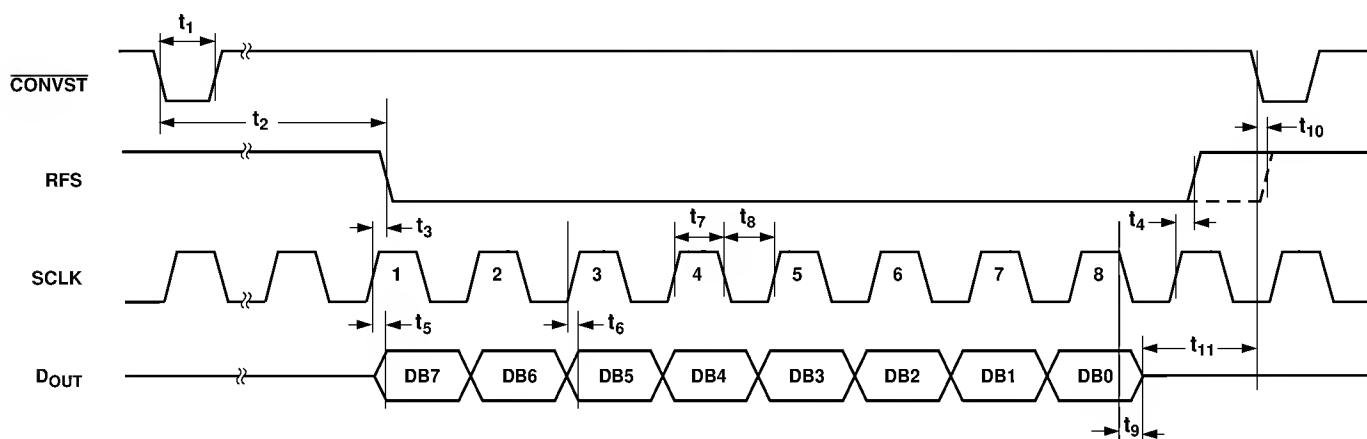 t1
CONVST
t2
t10
RFS
t3
t7
t8
t4
SCLK
1 2 3 4 5 6 7 8
t5
t6
t11
DOUT
DB7 DB6 DB5 DB4 DB3 DB2 DB1 DB0
t9